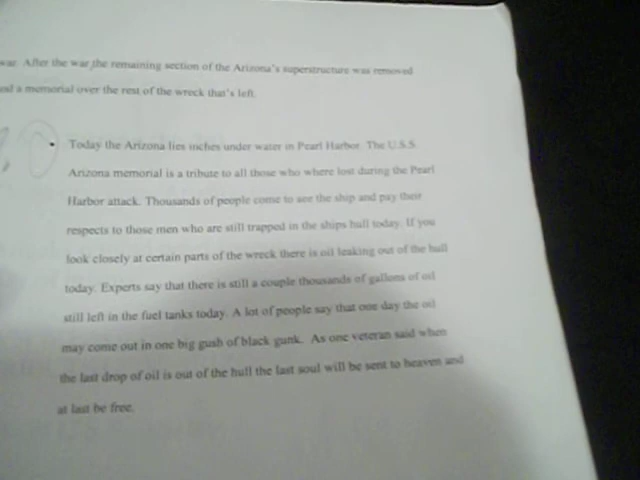 war. After the war, the remaining section of the Arizona's superstructure was removed
a memorial over the rest of the wreck that's left.
Today the Arizona lies inches under water in Pearl Harbor. The U.S.S.
Arizona memorial is a tribute to all those who where lost during the Pearl
Harbor attack. Thousands of people come to see the ship and pay their
respects to those men who are still trapped in the ships hull today. If you
look closely at certain parts of the wreck there is oil leaking out of the hull
today. Experts say that there is still a couple thousands of gallons of oil
still left in the fuel tanks today. A lot of people say that one day the oil
may come out in one big gush of black gunk. As one veteran said when
the last drop of oil is out of the hull the last soul will be sent to heaven and
at last be free.